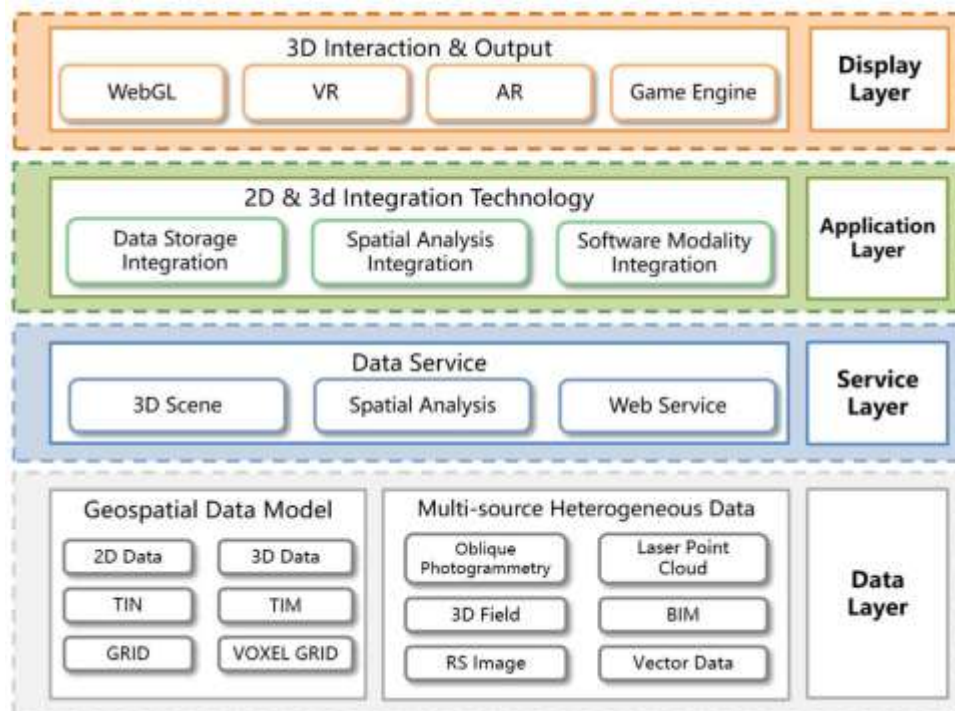 3D Interaction & Output
WebGL
VR
AR
Game Engine
Display
Layer
2D & 3d Integration Technology
Data Storage
Integration
Spatial Analysis
Integration
Software Modality
Integration
Application
Layer
Data Service
3D Scene
Spatial Analysis
Web Service
Service
Layer
Geospatial Data Model
2D Data
3D Data
TIN
TIM
GRID
VOXEL GRID
Multi-source Heterogeneous Data
Oblique
Photogrammetry
Laser Point
Cloud
3D Field
BIM
RS Image
Vector Data
Data
Layer